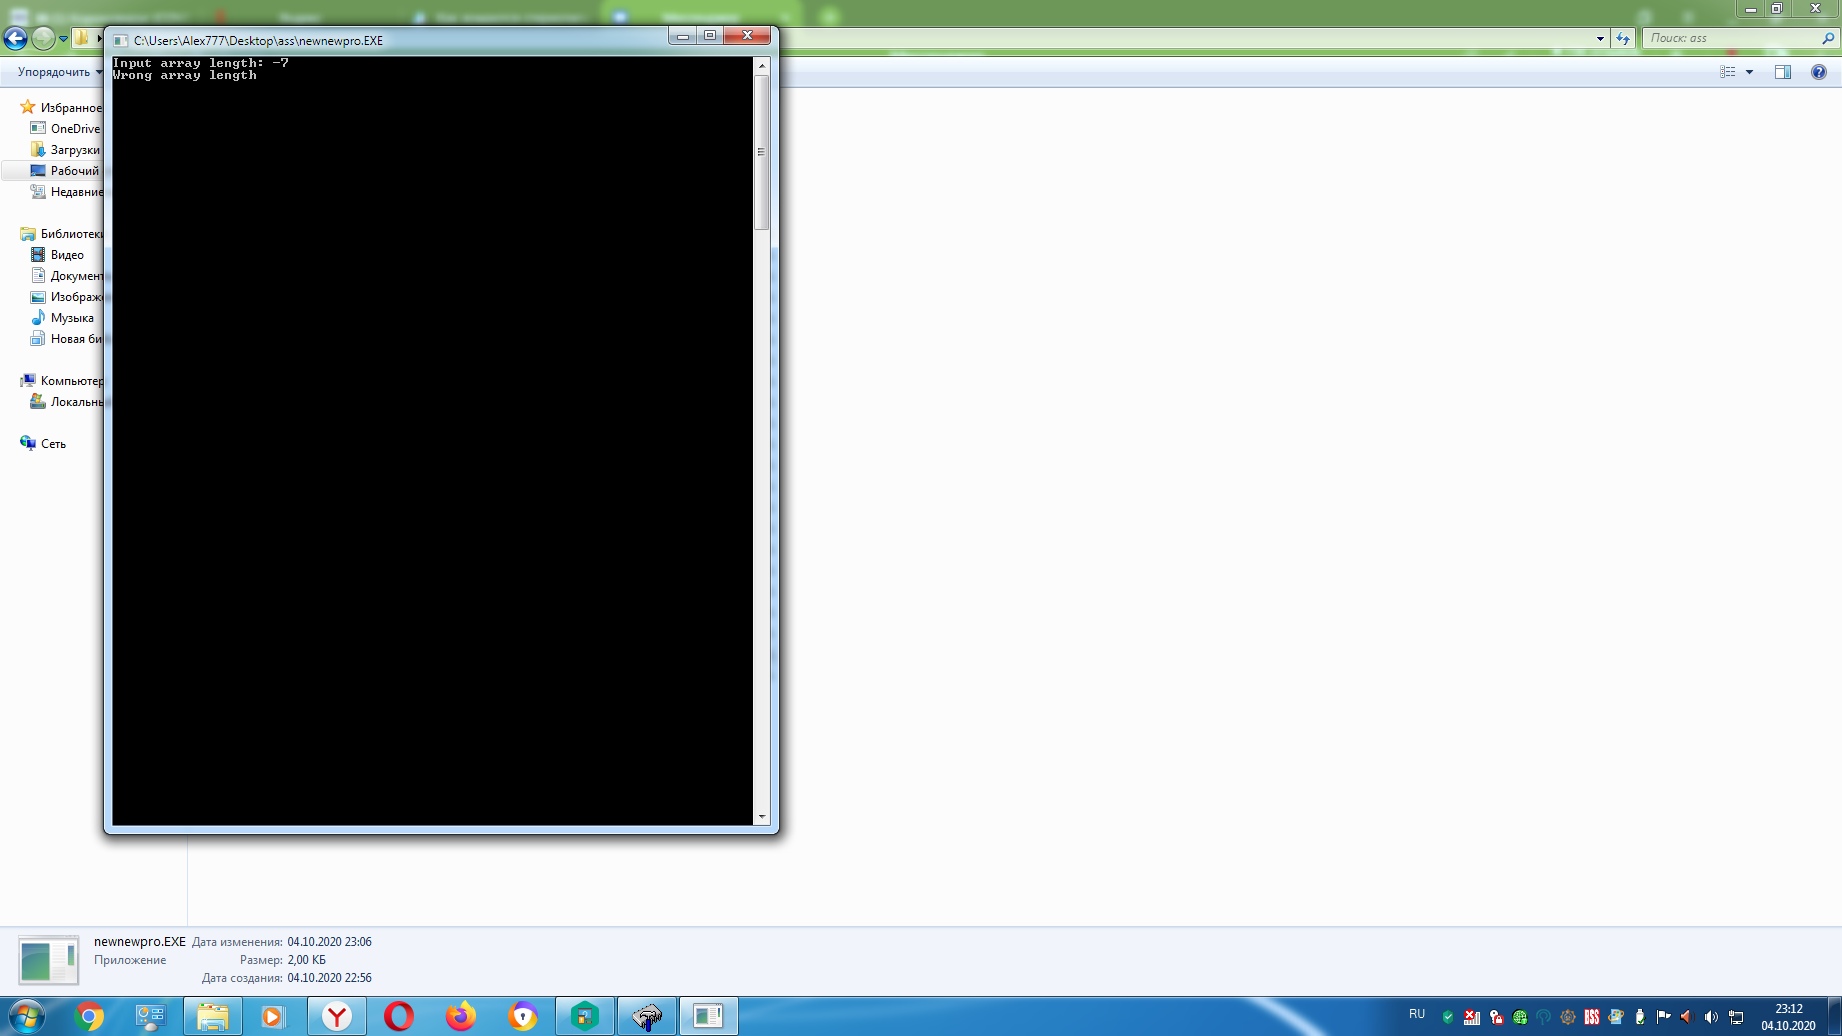 C:\Users\Alex777\Desktop\ass\newnewpro.EXE
Поиск: ass
Input array length: -7
Wrong array length
Упорядочить
Избранное
OneDrive
Загрузки
Рабочий
Недавние
Библиотеки
Видео
Документ
Изображе
Музыка
Новая би
Компьютер
Локальны
Сеть
newnewpro.EXE Дата изменения: 04.10.2020 23:06
Приложение Размер: 2,00 КБ
Дата создания: 04.10.2020 22:56
RU
23:12
04.10.2020